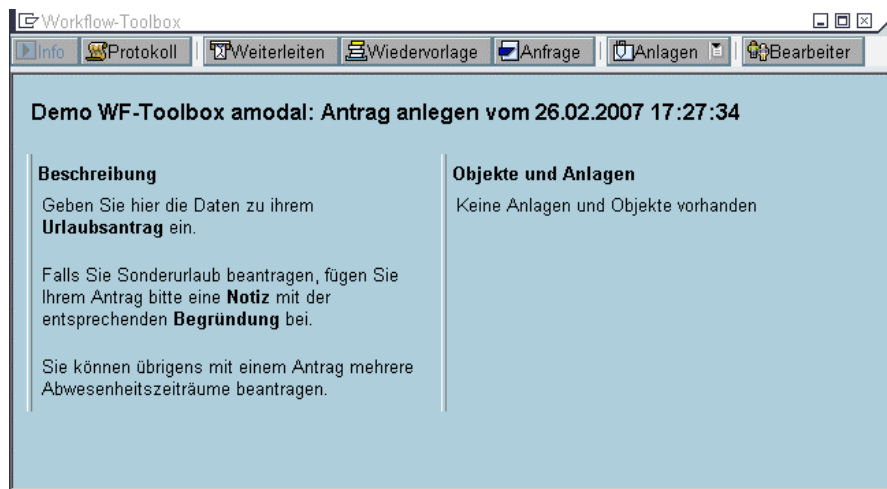 Workflow-Toolbox
Info Protokoll Weiterleiten Wiedervorlage Anfrage Anlagen Bearbeiter
Demo WF-Toolbox amodal: Antrag anlegen vom 26.02.2007 17:27:34
Beschreibung
Geben Sie hier die Daten zu ihrem
Urlaubsantrag ein.
Falls Sie Sonderurlaub beantragen, fügen Sie
Ihrem Antrag bitte eine Notiz mit der
entsprechenden Begründung bei.
Sie können übrigens mit einem Antrag mehrere
Abwesenheitszeiträume beantragen.
Objekte und Anlagen
Keine Anlagen und Objekte vorhanden